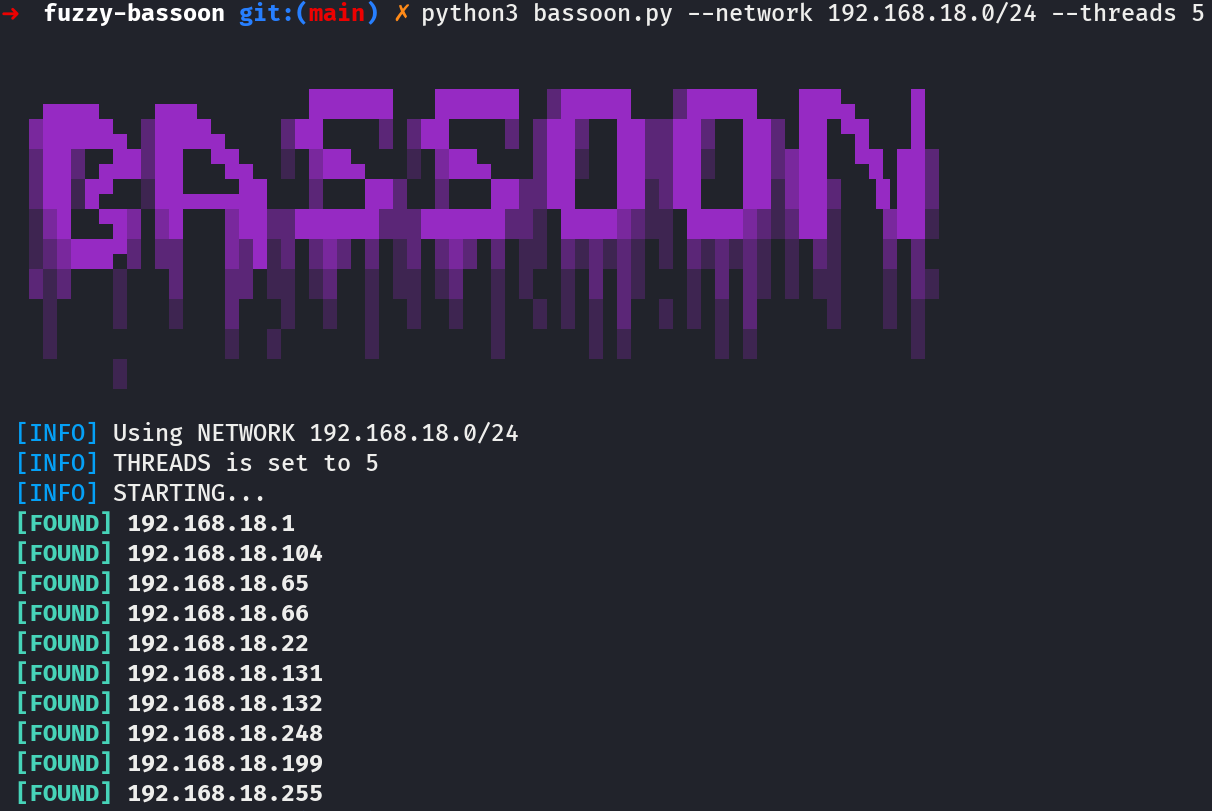 → fuzzy-bassoon git:(main) ✗ python3 bassoon.py --network 192.168.18.0/24 --threads 5
BASSOON
[INFO] Using NETWORK 192.168.18.0/24
[INFO] THREADS is set to 5
[INFO] STARTING...
[FOUND] 192.168.18.1
[FOUND] 192.168.18.104
[FOUND] 192.168.18.65
[FOUND] 192.168.18.66
[FOUND] 192.168.18.22
[FOUND] 192.168.18.131
[FOUND] 192.168.18.132
[FOUND] 192.168.18.248
[FOUND] 192.168.18.199
[FOUND] 192.168.18.255